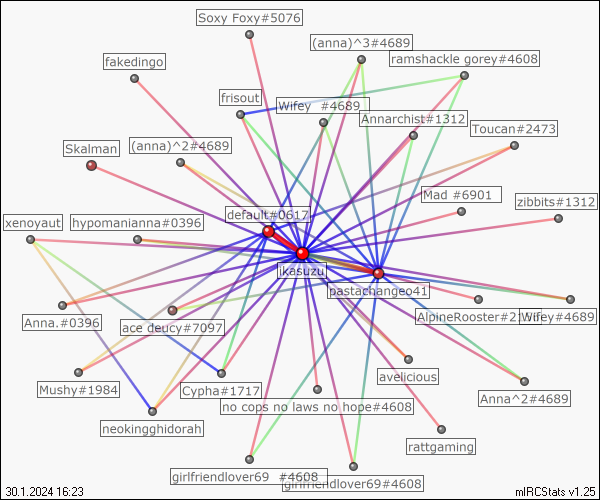 Soxy Foxy#5076
(anna)^3#4689
ramshackle gorey#4608
fakedingo
frisout
Wifey #4689
Annarchist#1312
Toucan#2473
Skalman
(anna)^2#4689
Mad #6901
zibbits#1312
xenoyaut
hypomanianna#0396
default#0617
ikasuzu
pastachangeo41
Anna.#0396
ace deucy#7097
AlpineRooster#2
Wifey#4689
avelicious
Mushy#1984
Cypha#1717
no cops no laws no hope#4608
Anna^2#4689
neokingghidorah
rattgaming
girlfriendlover69 #4608
girlfriendlover69#4608
30.1.2024 16:23
mIRCStats v1.25